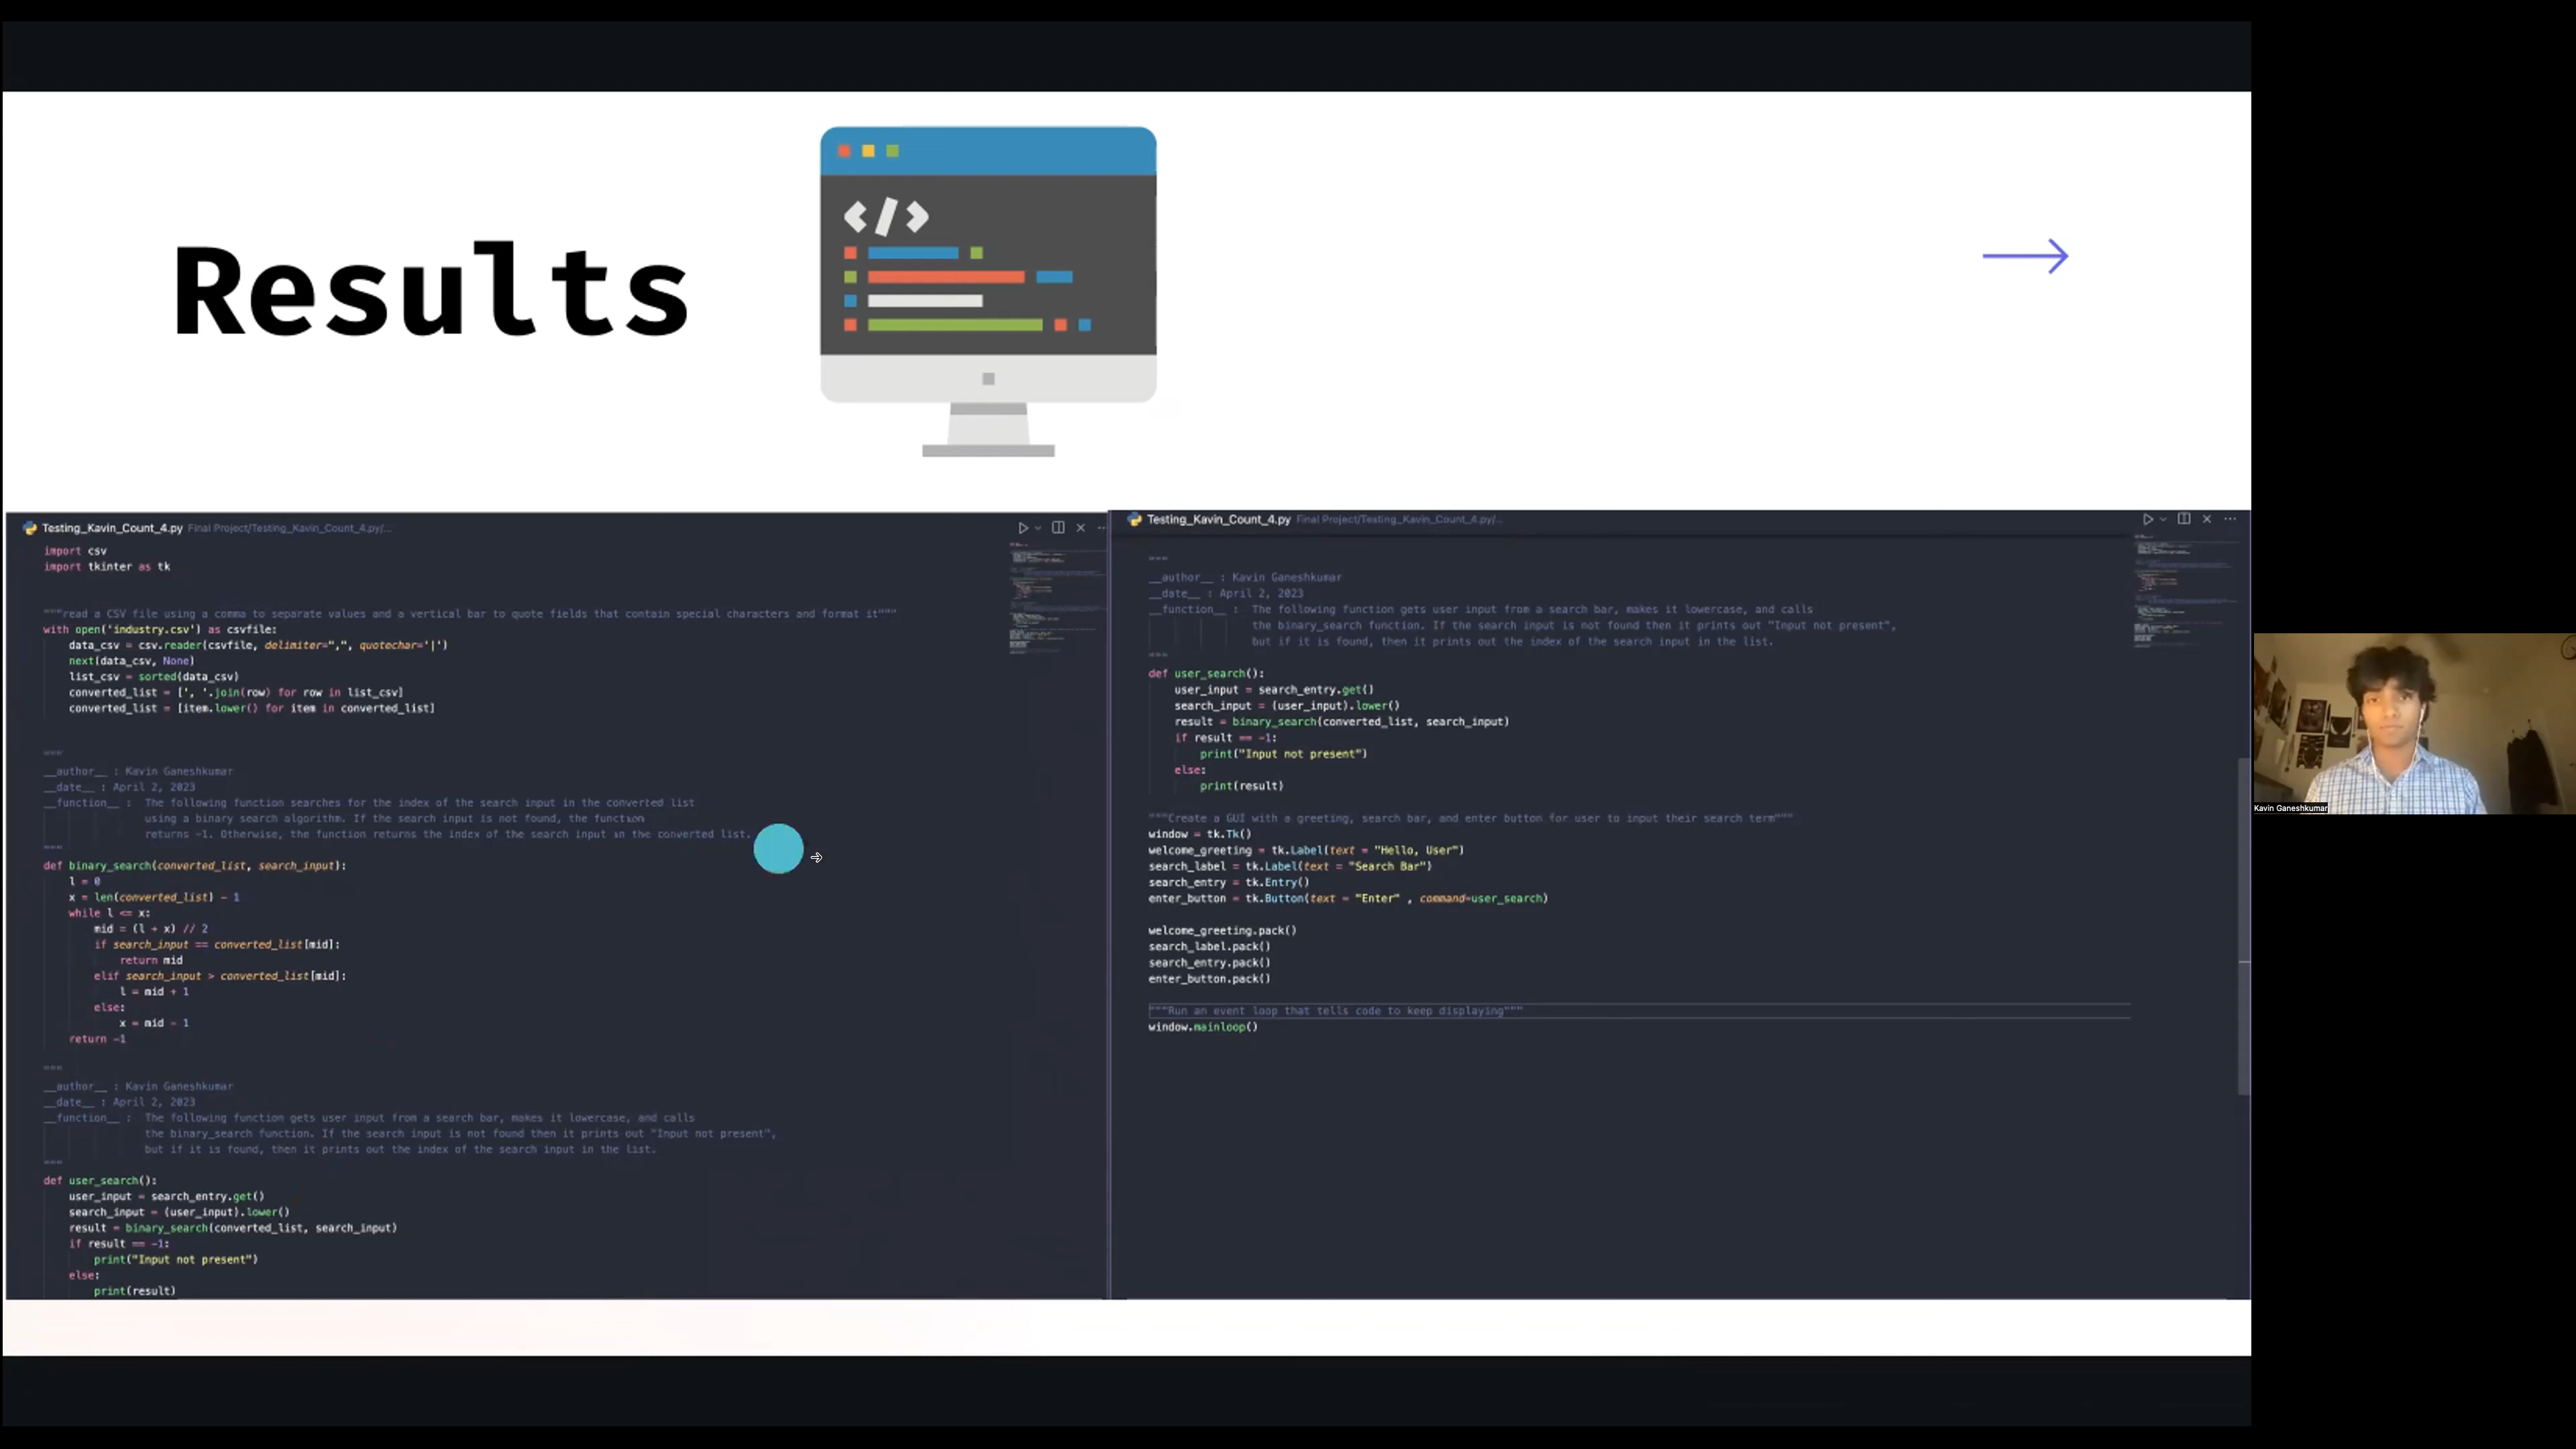 Results
</>
Testing_Kavin_Count_4.py Final Project/Testing_Kavin_Count_4.py/...
import csv
import tkinter as tk
"""read a CSV file using a comma to separate values and a vertical bar to quote fields that contain special characters and format it"""
with open('industry.csv') as csvfile:
data_csv = csv.reader(csvfile, delimiter=",", quotechar='|')
next(data_csv, None)
list_csv = sorted(data_csv)
converted_list = [', '.join(row) for row in list_csv]
converted_list = [item.lower() for item in converted_list]
"""
__author__ : Kavin Ganeshkumar
__date__ : April 2, 2023
__function__ : The following function searches for the index of the search input in the converted list
using a binary search algorithm. If the search input is not found, the function
returns -1. Otherwise, the function returns the index of the search input in the converted list.
"""
def binary_search(converted_list, search_input):
l = 0
x = len(converted_list) - 1
while l <= x:
mid = (l + x) // 2
if search_input == converted_list[mid]:
return mid
elif search_input > converted_list[mid]:
l = mid + 1
else:
x = mid - 1
return -1
"""
__author__ : Kavin Ganeshkumar
__date__ : April 2, 2023
__function__ : The following function gets user input from a search bar, makes it lowercase, and calls
the binary_search function. If the search input is not found then it prints out "Input not present",
but if it is found, then it prints out the index of the search input in the list.
"""
def user_search():
user_input = search_entry.get()
search_input = (user_input).lower()
result = binary_search(converted_list, search_input)
if result == -1:
print("Input not present")
else:
print(result)
Testing_Kavin_Count_4.py Final Project/Testing_Kavin_Count_4.py/...
"""
__author__ : Kavin Ganeshkumar
__date__ : April 2, 2023
__function__ : The following function gets user input from a search bar, makes it lowercase, and calls
the binary_search function. If the search input is not found then it prints out "Input not present",
but if it is found, then it prints out the index of the search input in the list.
"""
def user_search():
user_input = search_entry.get()
search_input = (user_input).lower()
result = binary_search(converted_list, search_input)
if result == -1:
print("Input not present")
else:
print(result)
"""Create a GUI with a greeting, search bar, and enter button for user to input their search term"""
window = tk.Tk()
welcome_greeting = tk.Label(text = "Hello, User")
search_label = tk.Label(text = "Search Bar")
search_entry = tk.Entry()
enter_button = tk.Button(text = "Enter" , command=user_search)
welcome_greeting.pack()
search_label.pack()
search_entry.pack()
enter_button.pack()
"""Run an event loop that tells code to keep displaying"""
window.mainloop()
Kavin Ganeshkumar